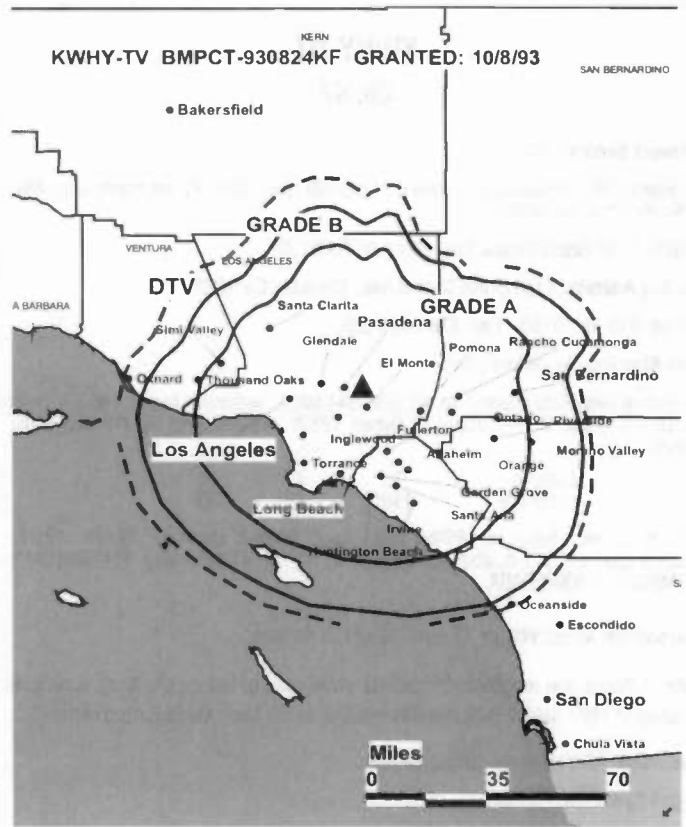 KERN
KWHY-TV BMPCT-930824KF GRANTED: 10/8/93
SAN BERNARDINO
Bakersfield
GRADE B
VENTURA
LOS ANGELES
DTV
GRADE A
A BARBARA
Santa Clarita
Pasadena
Simi Valley
Glendale
Pomona
Rancho Cucamonga
El Monte
San Bernardino
Oxnard
Thousand Oaks
Ontario
Riverside
Fullerton
Inglewood
Los Angeles
Anaheim
Moreno Valley
Torrance
Orange
Long Beach
Garden Grove
Santa Ana
Irvine
Huntington Beach
S.
Oceanside
Escondido
San Diego
Chula Vista
Miles
0 35 70